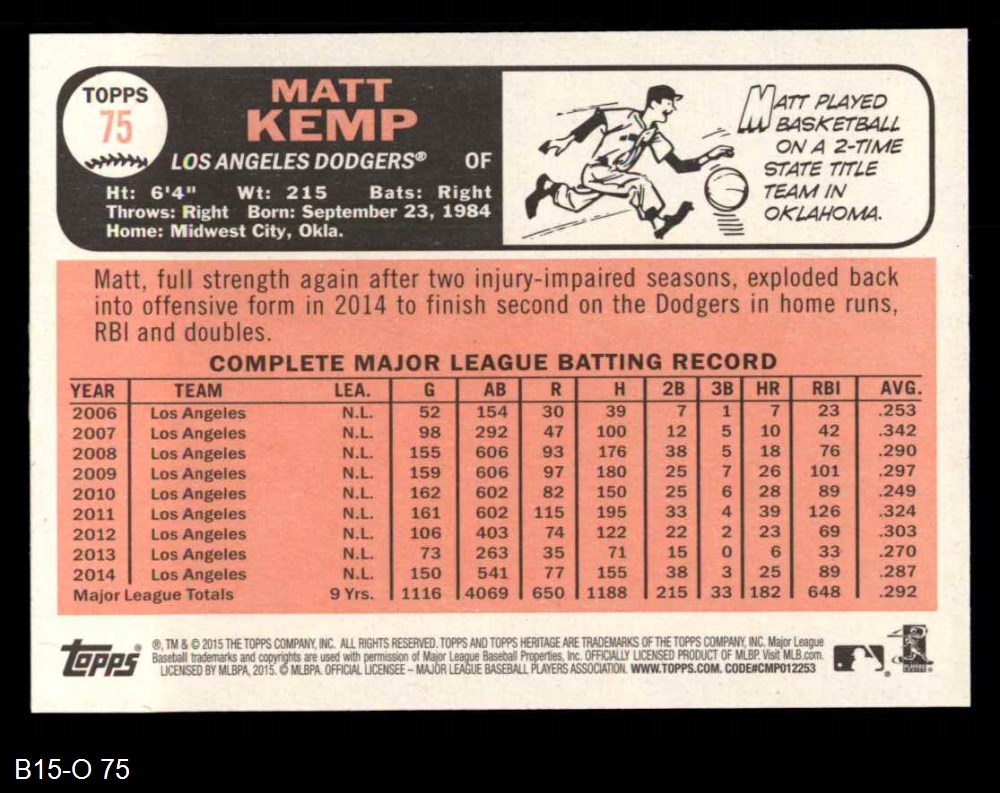 TOPPS
75
MATT
KEMP
LOS ANGELES DODGERS® OF
Ht: 6'4" Wt: 215 Bats: Right
Throws: Right Born: September 23, 1984
Home: Midwest City, Okla.
MATT PLAYED
BASKETBALL
ON A 2-TIME
STATE TITLE
TEAM IN
OKLAHOMA.
Matt, full strength again after two injury-impaired seasons, exploded back
into offensive form in 2014 to finish second on the Dodgers in home runs,
RBI and doubles.
COMPLETE MAJOR LEAGUE BATTING RECORD
YEAR TEAM LEA. G AB R H 2B 3B HR RBI AVG.
2006 Los Angeles N.L. 52 154 30 39 7 1 7 23 .253
2007 Los Angeles N.L. 98 292 47 100 12 5 10 42 .342
2008 Los Angeles N.L. 155 606 93 176 38 5 18 76 .290
2009 Los Angeles N.L. 159 606 97 180 25 7 26 101 .297
2010 Los Angeles N.L. 162 602 82 150 25 6 28 89 .249
2011 Los Angeles N.L. 161 602 115 195 33 4 39 126 .324
2012 Los Angeles N.L. 106 403 74 122 22 2 23 69 .303
2013 Los Angeles N.L. 73 263 35 71 15 0 6 33 .270
2014 Los Angeles N.L. 150 541 77 155 38 3 25 89 .287
Major League Totals 9 Yrs. 1116 4069 650 1188 215 33 182 648 .292
Topps®
®, TM & © 2015 THE TOPPS COMPANY, INC. ALL RIGHTS RESERVED. TOPPS AND TOPPS HERITAGE ARE TRADEMARKS OF THE TOPPS COMPANY, INC. Major League
Baseball trademarks and copyrights are used with permission of Major League Baseball Properties, Inc. OFFICIALLY LICENSED PRODUCT OF MLBP. Visit MLB.com.
LICENSED BY MLBPA, 2015. © MLBPA. OFFICIAL LICENSEE – MAJOR LEAGUE BASEBALL PLAYERS ASSOCIATION. WWW.TOPPS.COM. CODE#CMP012253
B15-O 75